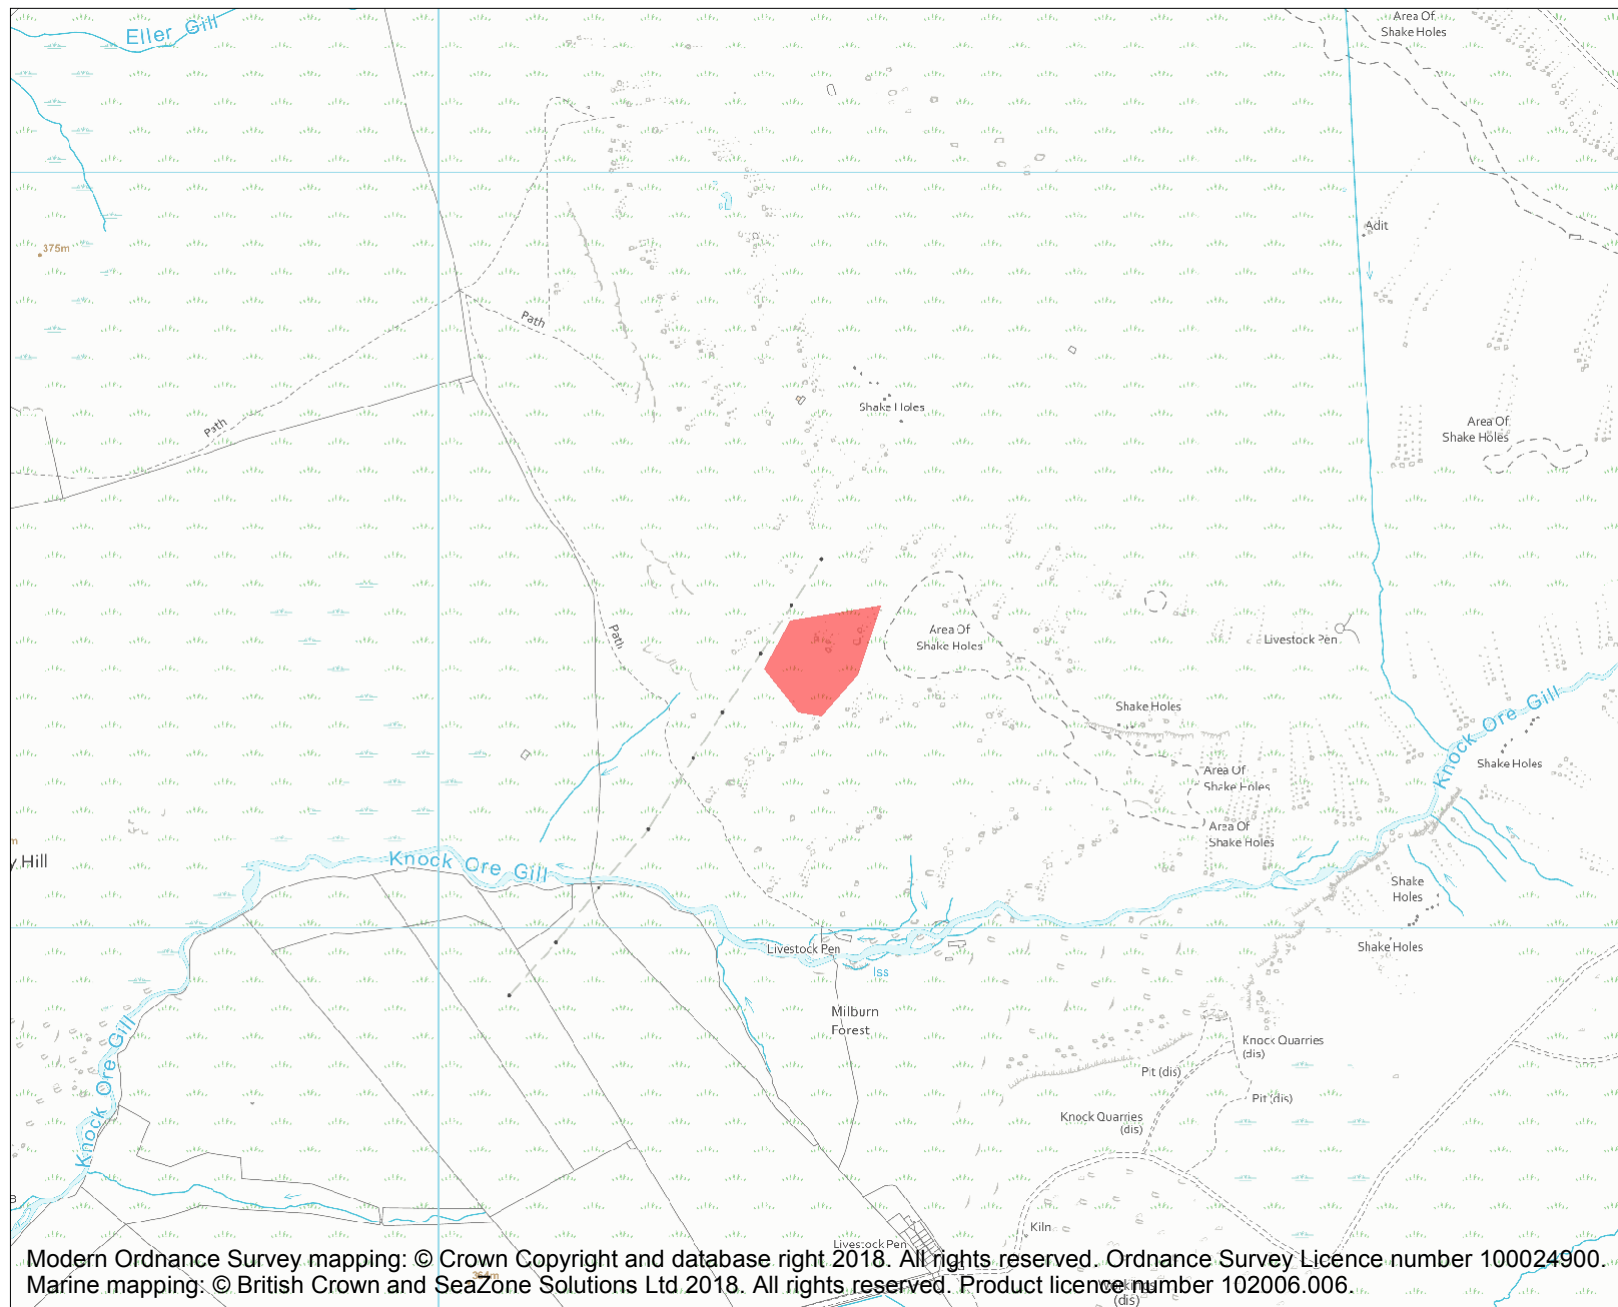 Area Of
Shake Holes
Eller Gill
Adit
375m
Path
Shake Holes
Path
Area Of
Shake Holes
Path
Area Of
Shake Holes
Livestock Pen
Shake Holes
Knock Ore Gill
Shake Holes
Area Of
Shake Holes
Area Of
Shake Holes
y Hill
Knock Ore Gill
Shake
Holes
Livestock Pen
Shake Holes
Iss
Milburn
Forest
Knock Ore Gill
Knock Quarries
(dis)
Pit (dis)
Pit (dis)
Knock Quarries
(dis)
Kiln
Livestock Pen
Modern Ordnance Survey mapping: © Crown Copyright and database right 2018. All rights reserved. Ordnance Survey Licence number 100024900.
Marine mapping: © British Crown and SeaZone Solutions Ltd 2018. All rights reserved. Product licence number 102006.006.
(dis)